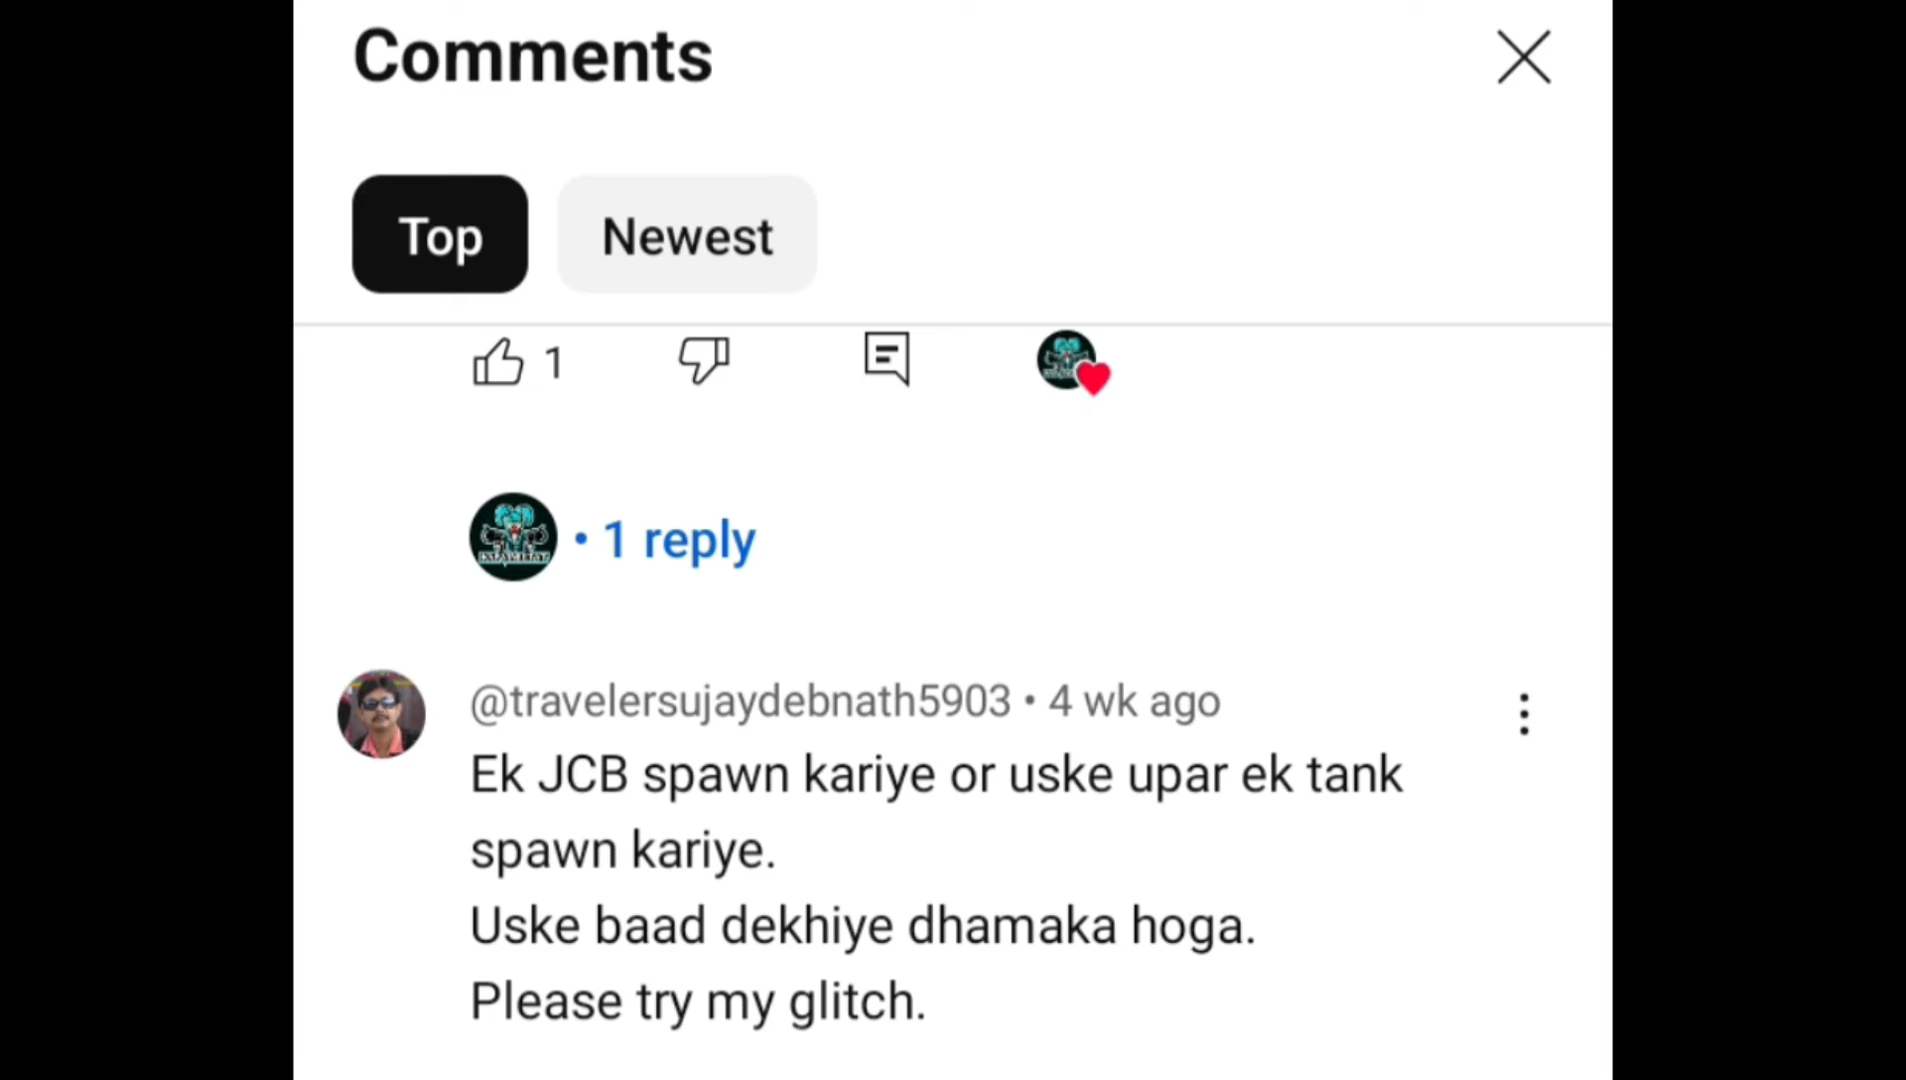 Comments
Top
Newest
1
• 1 reply
@travelersujaydebnath5903 • 4 wk ago
Ek JCB spawn kariye or uske upar ek tank
spawn kariye.
Uske baad dekhiye dhamaka hoga.
Please try my glitch.